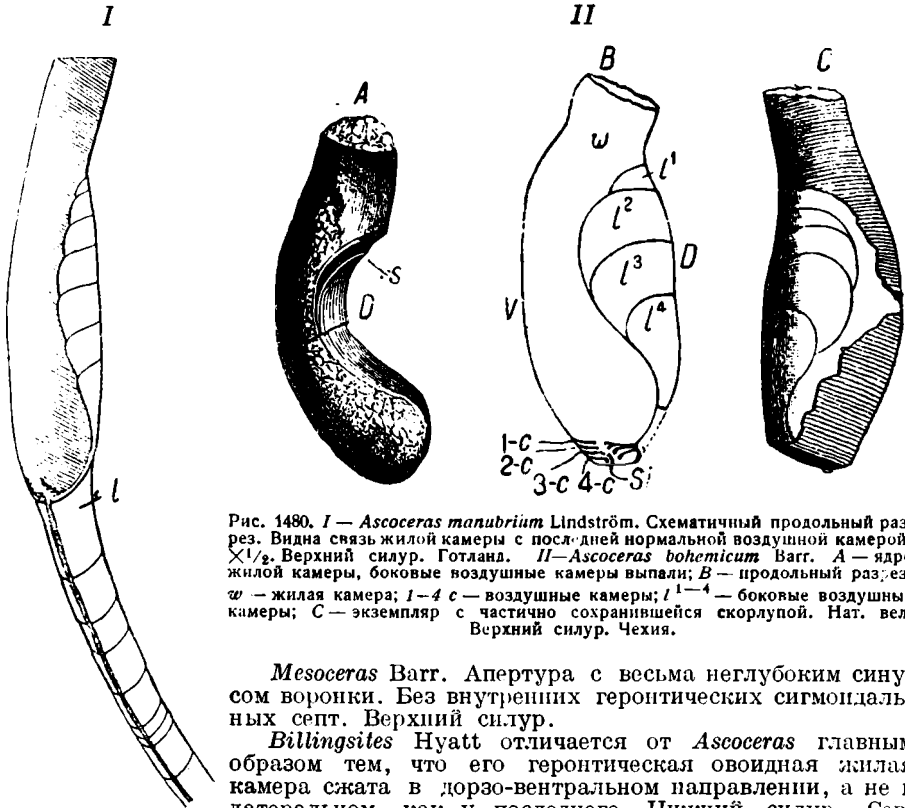 I
II
A
B
C
w
l¹
l²
S
D
l³
D
V
l⁴
1-c
2-c
3-c
4-c
Si
l
Рис. 1480. I — Ascoceras manubrium Lindström. Схематичный продольный раз
рез. Видна связь жилой камеры с последней нормальной воздушной камерой
×¹/₂. Верхний силур. Готланд. II—Ascoceras bohemicum Barr. A — ядр
жилой камеры, боковые воздушные камеры выпали; B — продольный разрез
w — жилая камера; 1—4 c — воздушные камеры; l ¹—⁴ — боковые воздушны
камеры; C — экземпляр с частично сохранившейся скорлупой. Нат. вел
Верхний силур. Чехия.
Mesoceras Barr. Апертура с весьма неглубоким сину
сом воронки. Без внутренних геронтических сигмоидаль
ных септ. Верхний силур.
Billingsites Hyatt отличается от Ascoceras главным
образом тем, что его геронтическая овоидная жилая
камера сжата в дорзо-вентральном направлении, а не